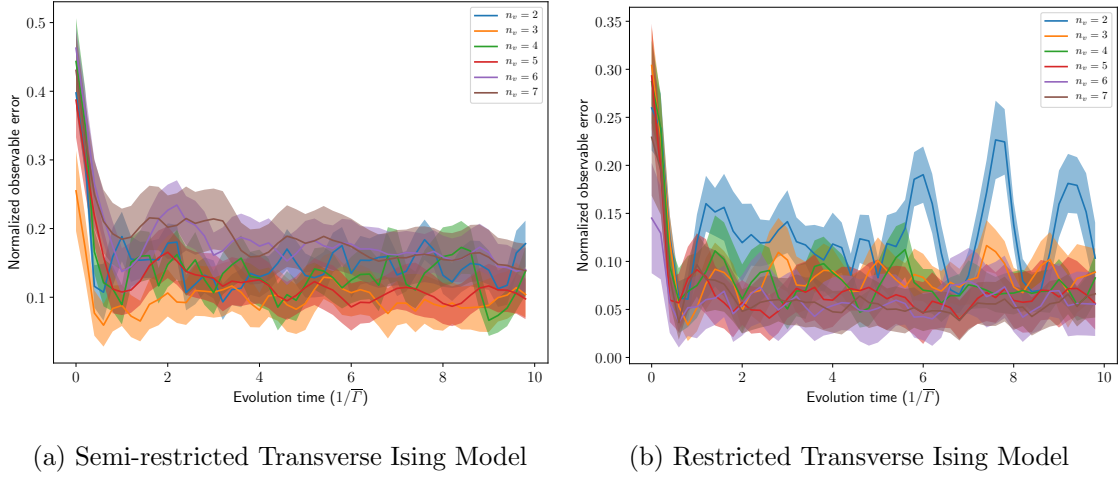 Normalized observable error
0.5
0.4
0.3
0.2
0.1
0
2
4
6
8
10
Evolution time (1/Γ̅)
n_v = 2
n_v = 3
n_v = 4
n_v = 5
n_v = 6
n_v = 7
(a) Semi-restricted Transverse Ising Model
Normalized observable error
0.35
0.30
0.25
0.20
0.15
0.10
0.05
0.00
0
2
4
6
8
10
Evolution time (1/Γ̅)
n_v = 2
n_v = 3
n_v = 4
n_v = 5
n_v = 6
n_v = 7
(b) Restricted Transverse Ising Model